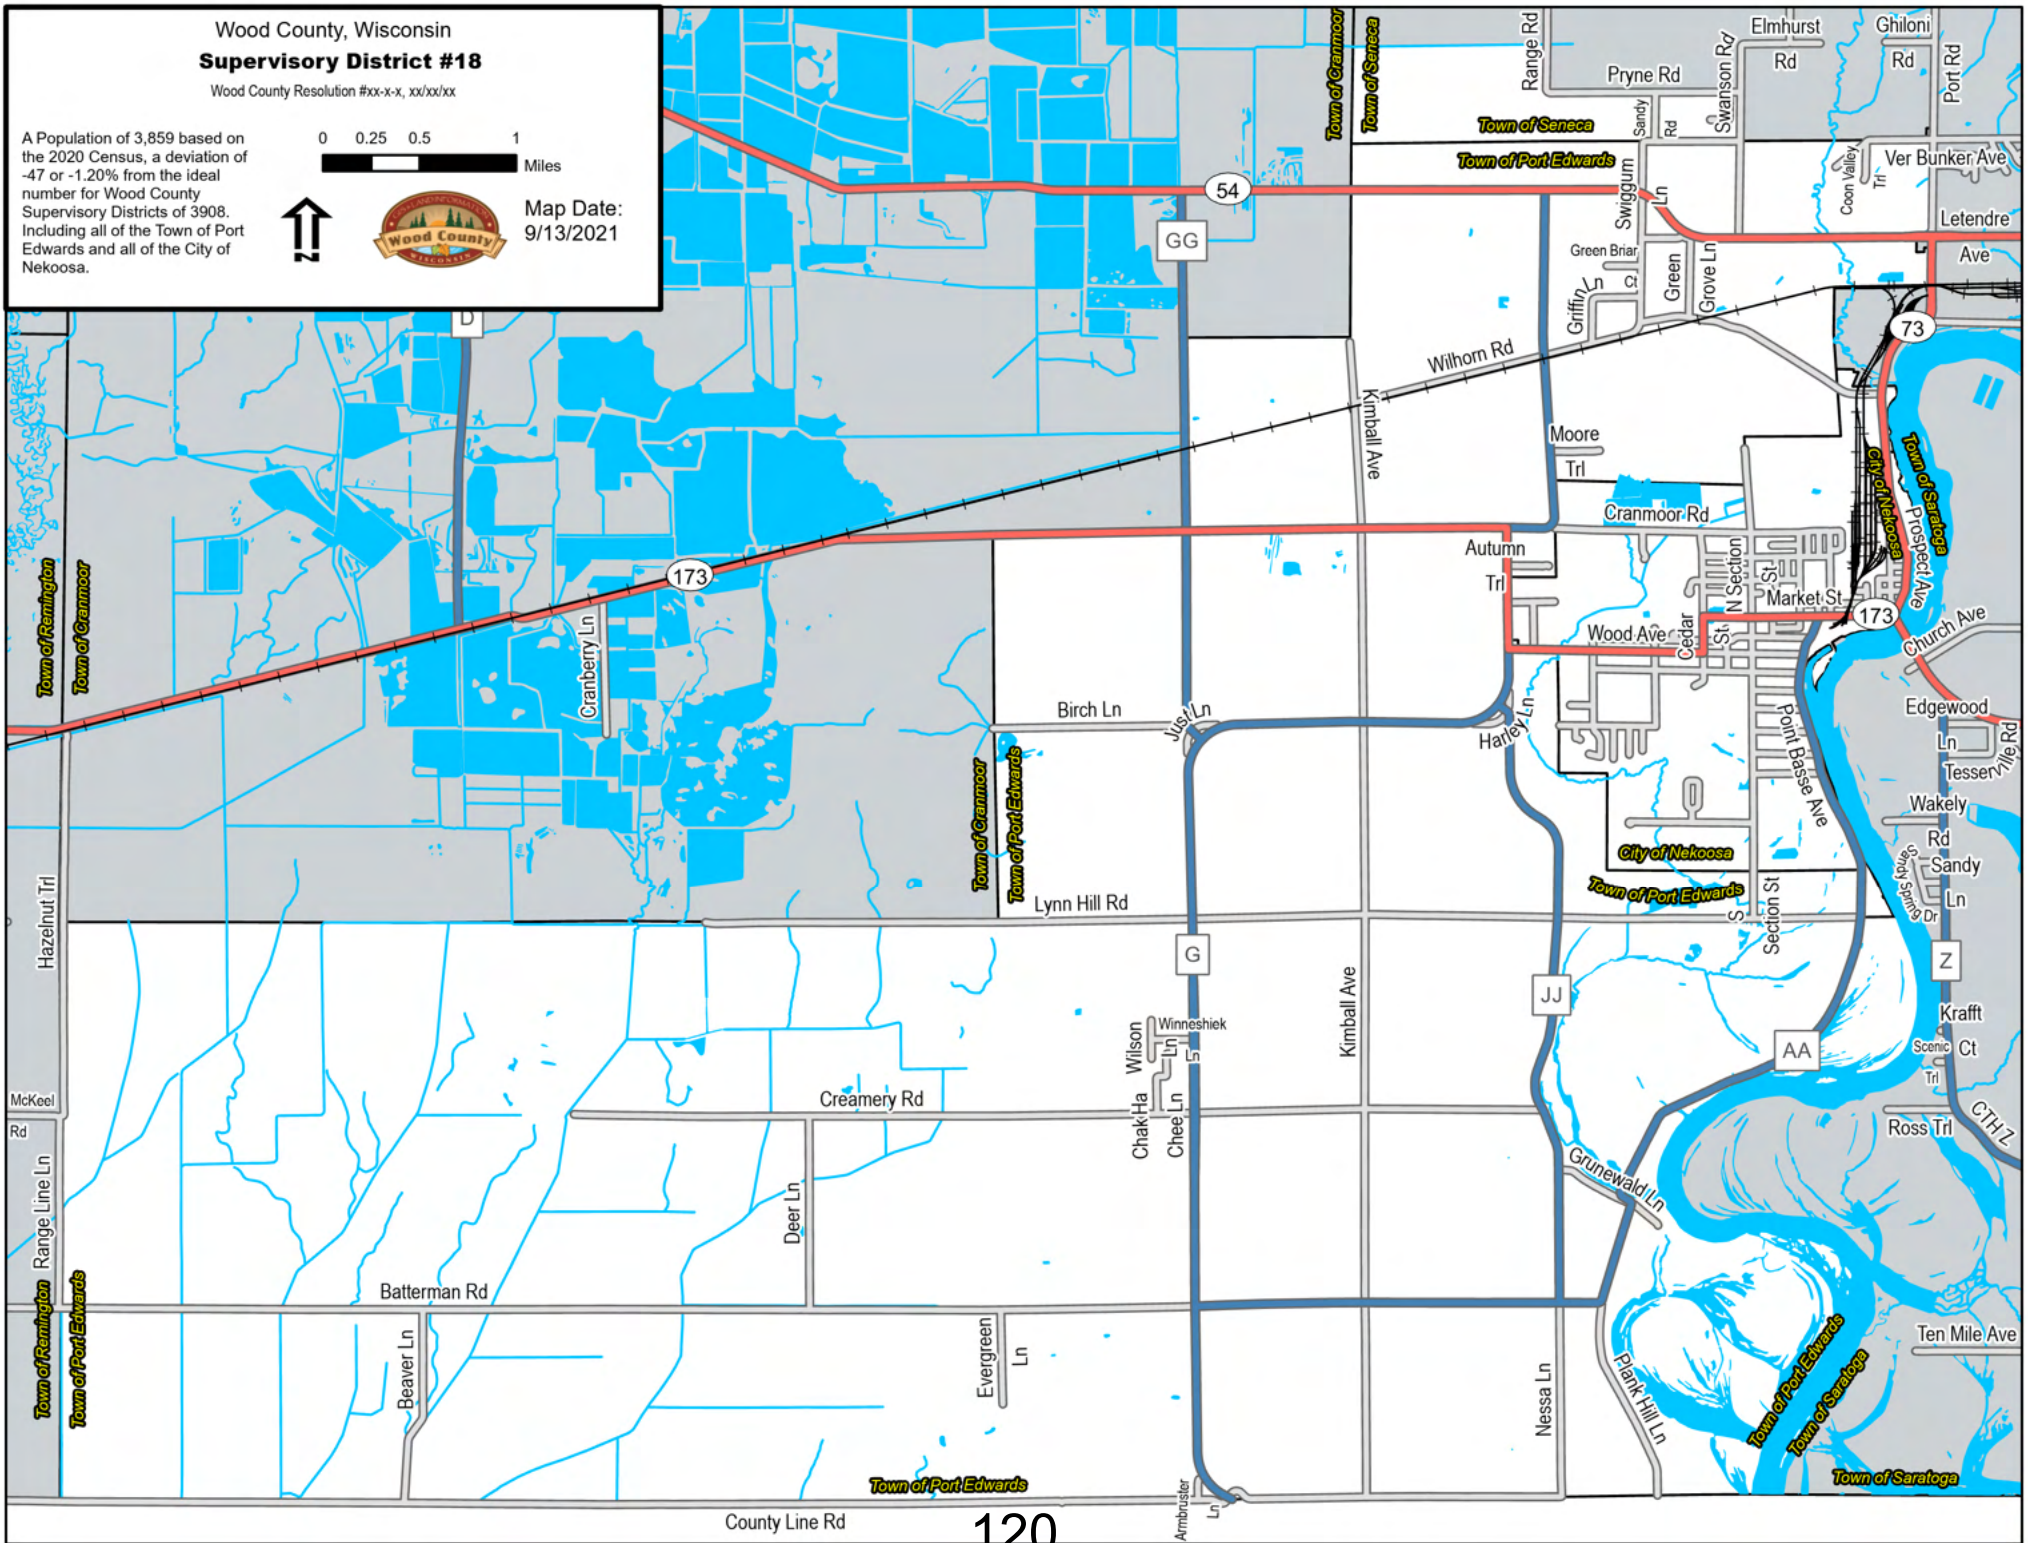 Wood County, Wisconsin
Supervisory District #18
Wood County Resolution #xx-x-x, xx/xx/xx
A Population of 3,859 based on
the 2020 Census, a deviation of
-47 or -1.20% from the ideal
number for Wood County
Supervisory Districts of 3908.
Including all of the Town of Port
Edwards and all of the City of
Nekoosa.
0 0.25 0.5 1
Miles
N
Wood County
WISCONSIN
Map Date:
9/13/2021
Town of Cranmoor
Town of Seneca
Range Rd
Pryne Rd
Sandy
Rd
Swanson Rd
Elmhurst
Rd
Ghiloni
Rd
Port Rd
Town of Seneca
Town of Port Edwards
Swiggum
Ln
Coon Valley
Trl
Ver Bunker Ave
54
GG
Letendre
Ave
Green Briar
Ct
Griffin Ln
Green
Grove Ln
D
73
Wilhorn Rd
Kimball Ave
Moore
Trl
Town of Saratoga
City of Nekoosa
Prospect Ave
Cranmoor Rd
Autumn
Trl
N Section
St
Market St
173
173
Town of Remington
Town of Cranmoor
Cranberry Ln
Wood Ave
Cedar
St
Church Ave
Birch Ln
Just Ln
Harley Ln
Point Basse Ave
Edgewood
Ln
Tesserville Rd
Town of Cranmoor
Town of Port Edwards
Wakely
Rd
City of Nekoosa
Town of Port Edwards
Sandy
Ln
Sandy Spring Dr
Hazelnut Trl
Lynn Hill Rd
S
Section St
G
Z
JJ
Kimball Ave
Wilson
Ln
Winneshiek
Ln
Krafft
Ct
Scenic
Trl
AA
McKeel
Rd
Creamery Rd
Chak Ha
Chee Ln
Ross Trl
CTH Z
Range Line Ln
Deer Ln
Grunewald Ln
Town of Remington
Town of Port Edwards
Batterman Rd
Beaver Ln
Evergreen
Ln
Nessa Ln
Plank Hill Ln
Town of Port Edwards
Town of Saratoga
Ten Mile Ave
Town of Port Edwards
Town of Saratoga
Armbruster
Ln
County Line Rd
120